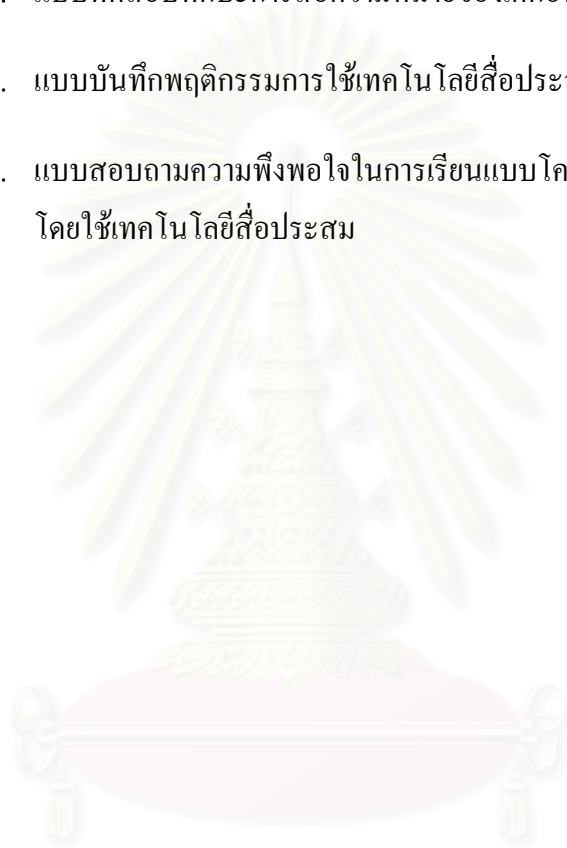 . แบบบันทึกพฤติกรรมการใช้เทคโนโลยีสื่อประ
. แบบสอบถามความพึงพอใจในการเรียนแบบโค
โดยใช้เทคโนโลยีสื่อประสม